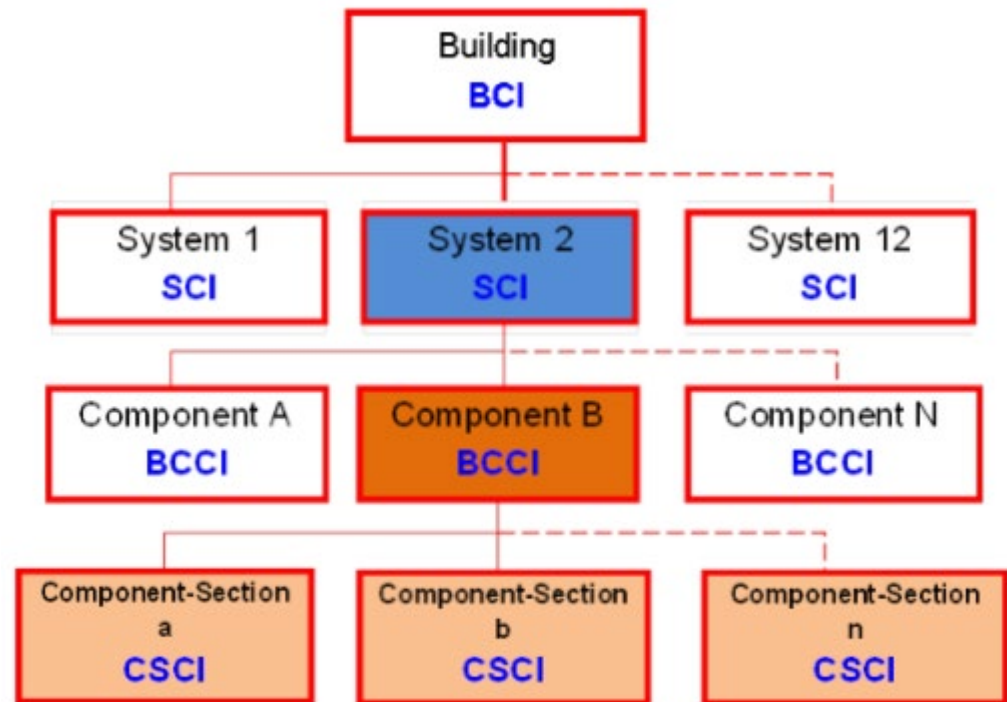 Building
BCI
System 1
SCI
System 2
SCI
System 12
SCI
Component A
BCCI
Component B
BCCI
Component N
BCCI
Component-Section
a
CSCI
Component-Section
b
CSCI
Component-Section
n
CSCI